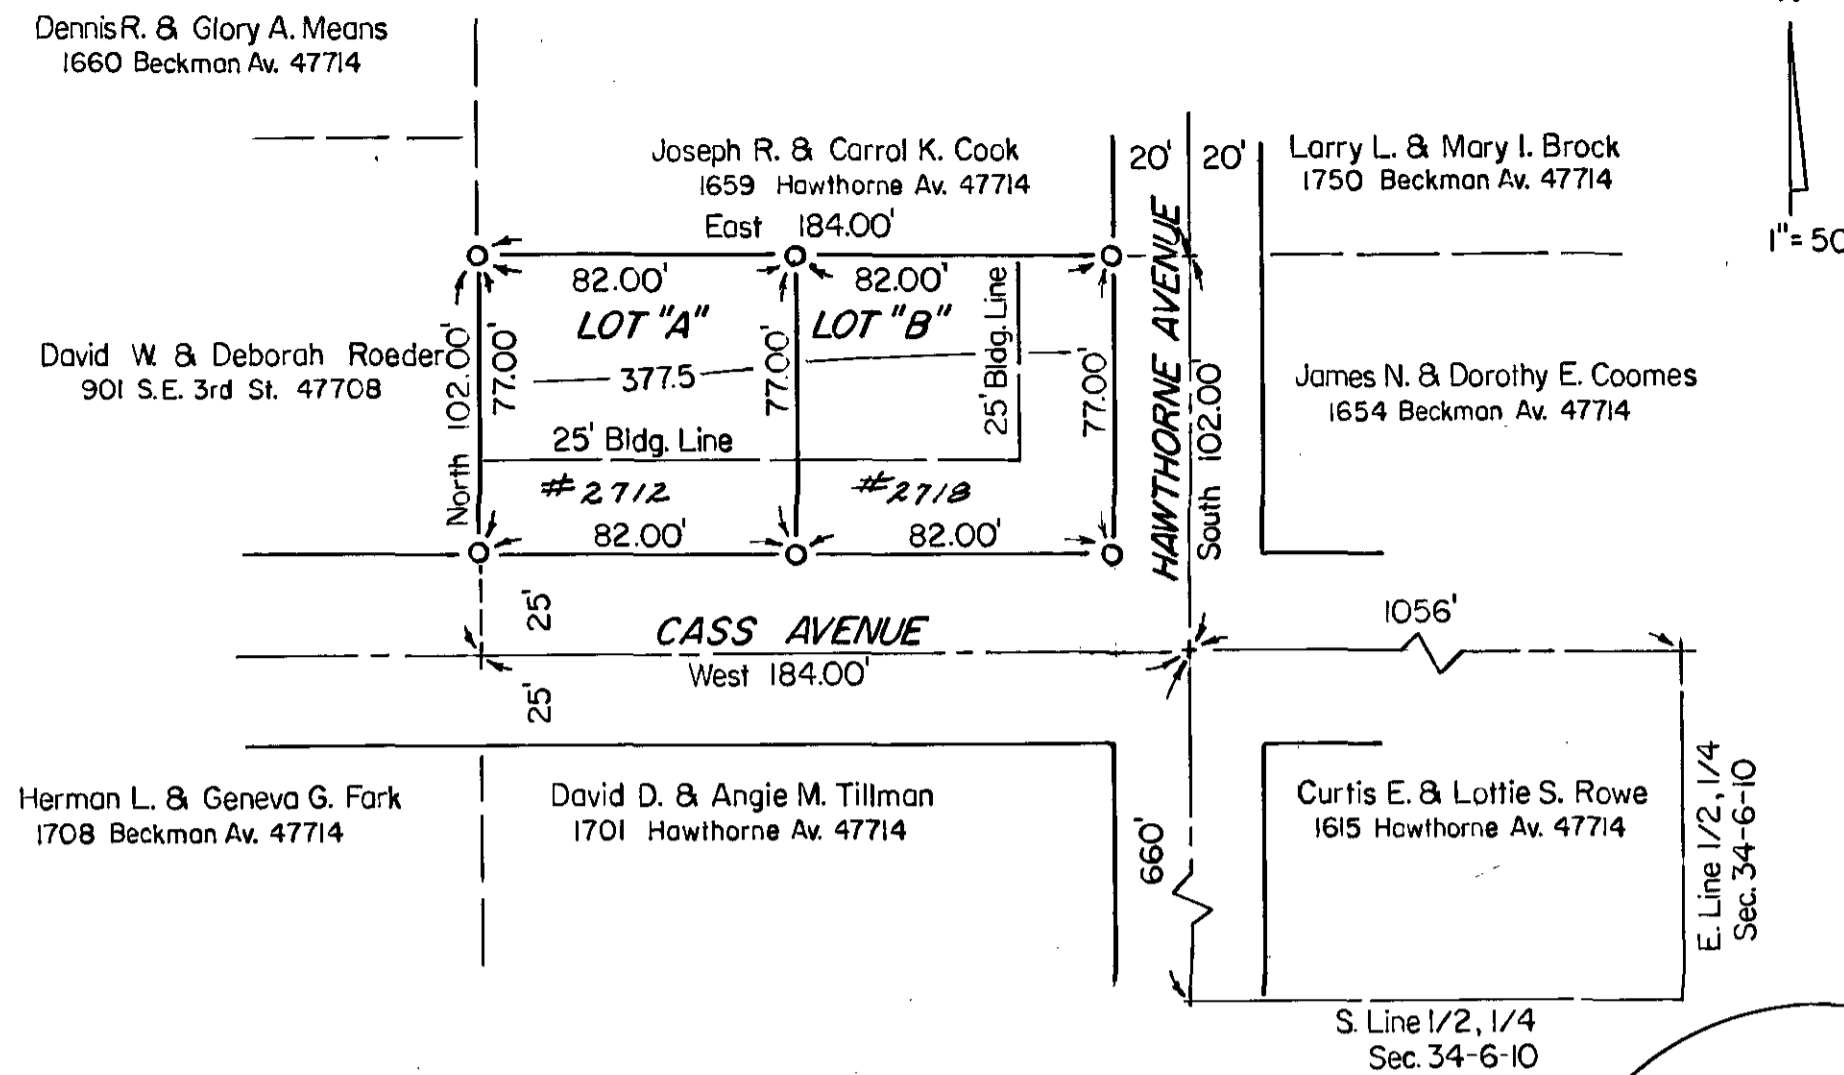 Dennis R. & Glory A. Means
1660 Beckman Av. 47714
Joseph R. & Carrol K. Cook
1659 Hawthorne Av. 47714
20'
20'
Larry L. & Mary I. Brock
1750 Beckman Av. 47714
1"= 50
East 184.00'
82.00'
82.00'
LOT "A"
LOT "B"
25' Bldg. Line
HAWTHORNE AVENUE
North 102.00'
77.00'
377.5
77.00'
77.00'
South 102.00'
David W. & Deborah Roeder
901 S.E. 3rd St. 47708
James N. & Dorothy E. Coomes
1654 Beckman Av. 47714
25' Bldg. Line
#2712
#2718
82.00'
82.00'
25'
CASS AVENUE
West 184.00'
25'
1056'
Herman L. & Geneva G. Fark
1708 Beckman Av. 47714
David D. & Angie M. Tillman
1701 Hawthorne Av. 47714
660'
Curtis E. & Lottie S. Rowe
1615 Hawthorne Av. 47714
E. Line 1/2, 1/4
Sec. 34-6-10
S. Line 1/2, 1/4
Sec. 34-6-10